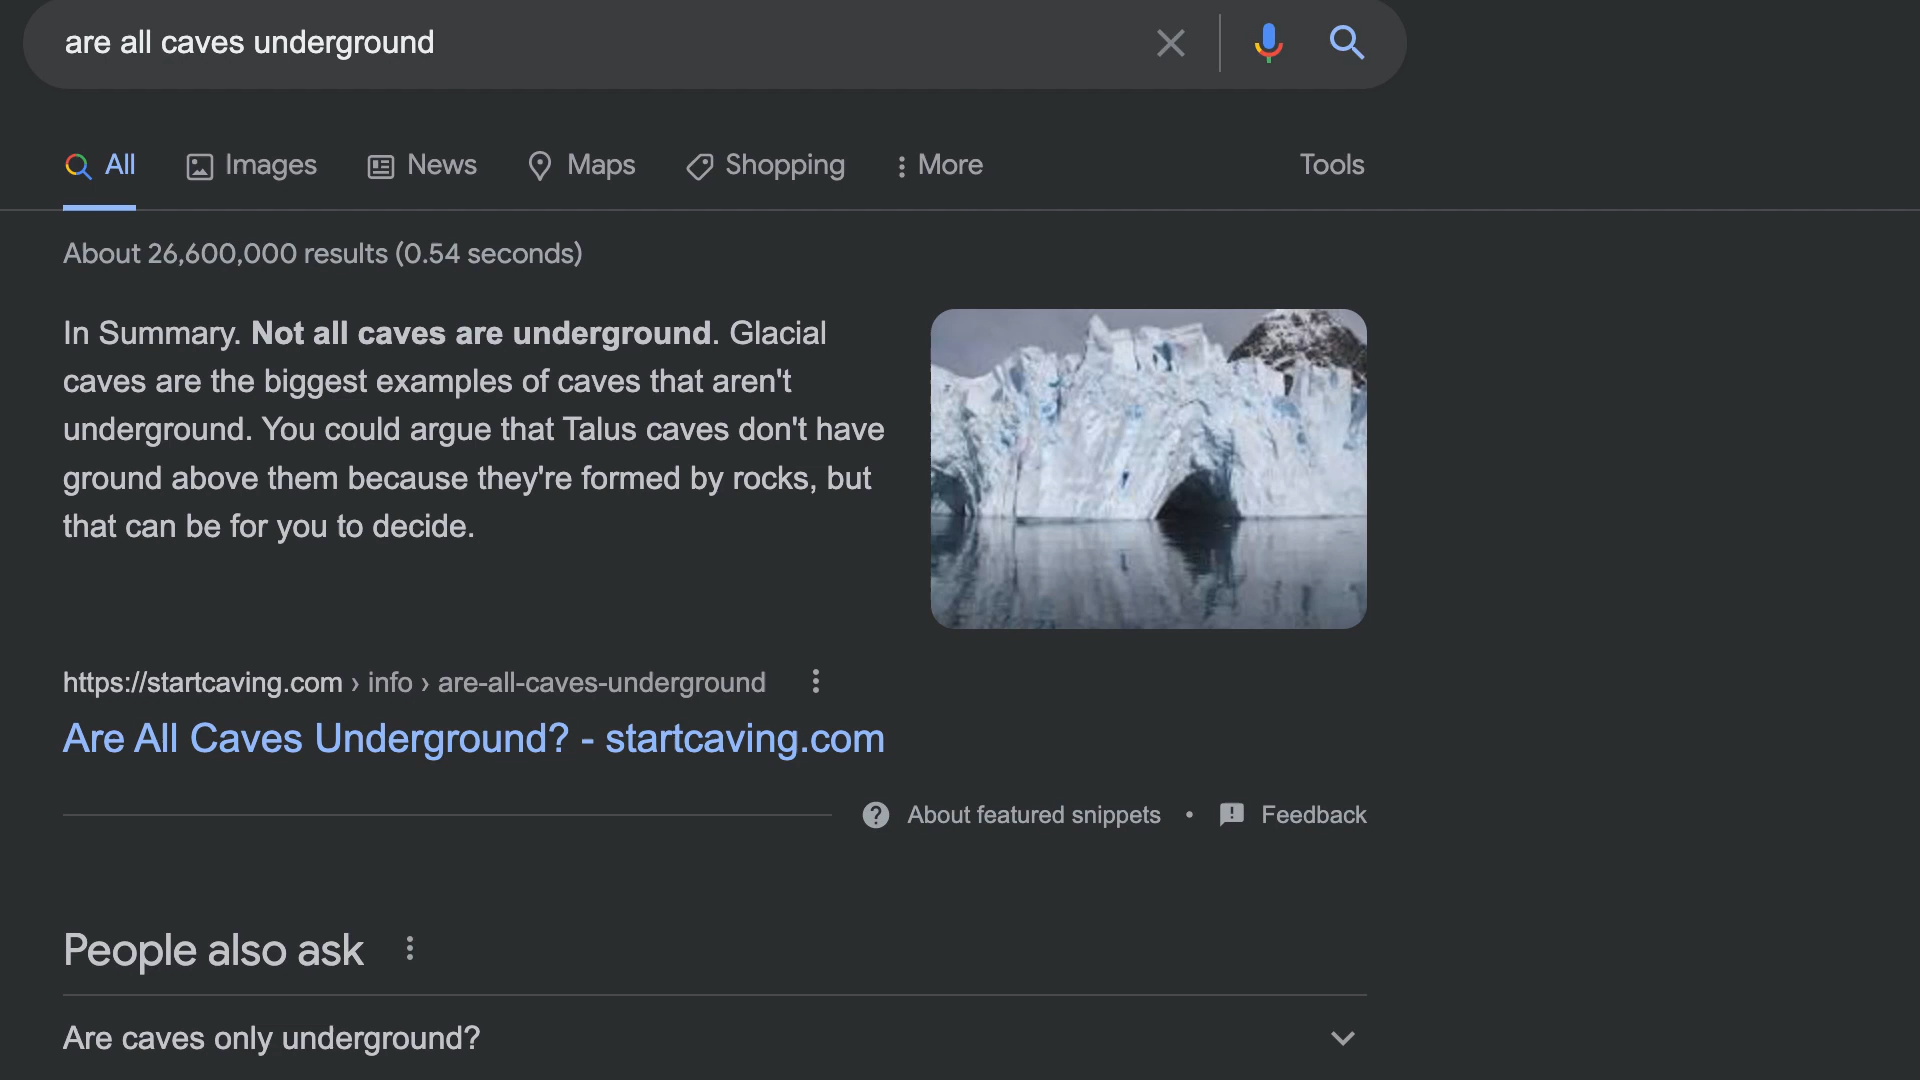 are all caves underground
All Images News Maps Shopping More Tools
About 26,600,000 results (0.54 seconds)
In Summary. Not all caves are underground. Glacial
caves are the biggest examples of caves that aren't
underground. You could argue that Talus caves don't have
ground above them because they're formed by rocks, but
that can be for you to decide.
https://startcaving.com › info › are-all-caves-underground
Are All Caves Underground? - startcaving.com
About featured snippets • Feedback
People also ask
Are caves only underground?